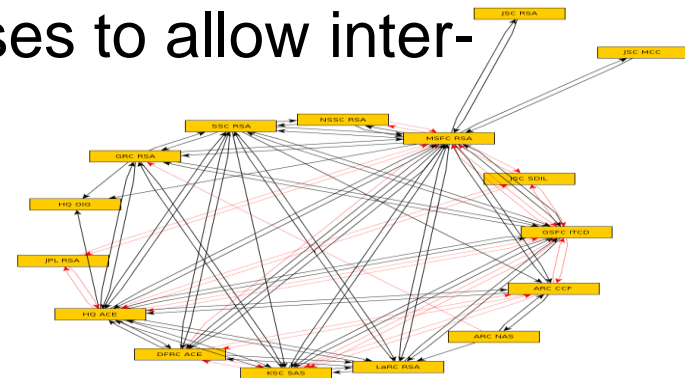 ses to allow inter-
JSC RSA
JSC MCC
NSSC RSA
SSC RSA
MSFC RSA
GRC RSA
JSC SDIL
HQ OIG
GSFC ITCD
JPL RSA
ARC CCF
HQ ACE
ARC NAS
DFRC ACE
LaRC RSA
KSC SAS